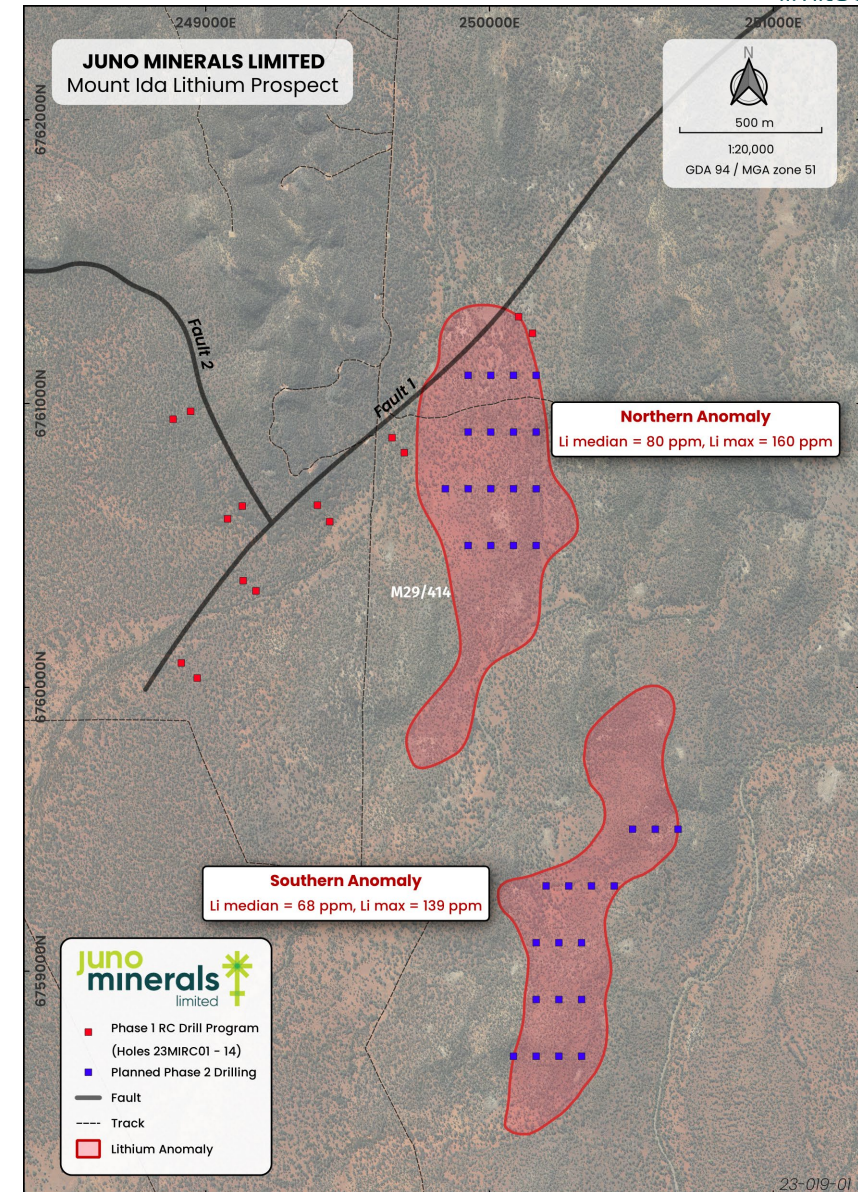 249000E
250000E
251000E
JUNO MINERALS LIMITED
Mount Ida Lithium Prospect
N
500 m
1:20,000
GDA 94 / MGA zone 51
6762000N
Fault 2
Fault 1
6761000N
Northern Anomaly
Li median = 80 ppm, Li max = 160 ppm
M29/414
6760000N
Southern Anomaly
Li median = 68 ppm, Li max = 139 ppm
6759000N
juno
minerals
limited
Phase 1 RC Drill Program
(Holes 23MIRC01 - 14)
Planned Phase 2 Drilling
Fault
Track
Lithium Anomaly
23-019-01